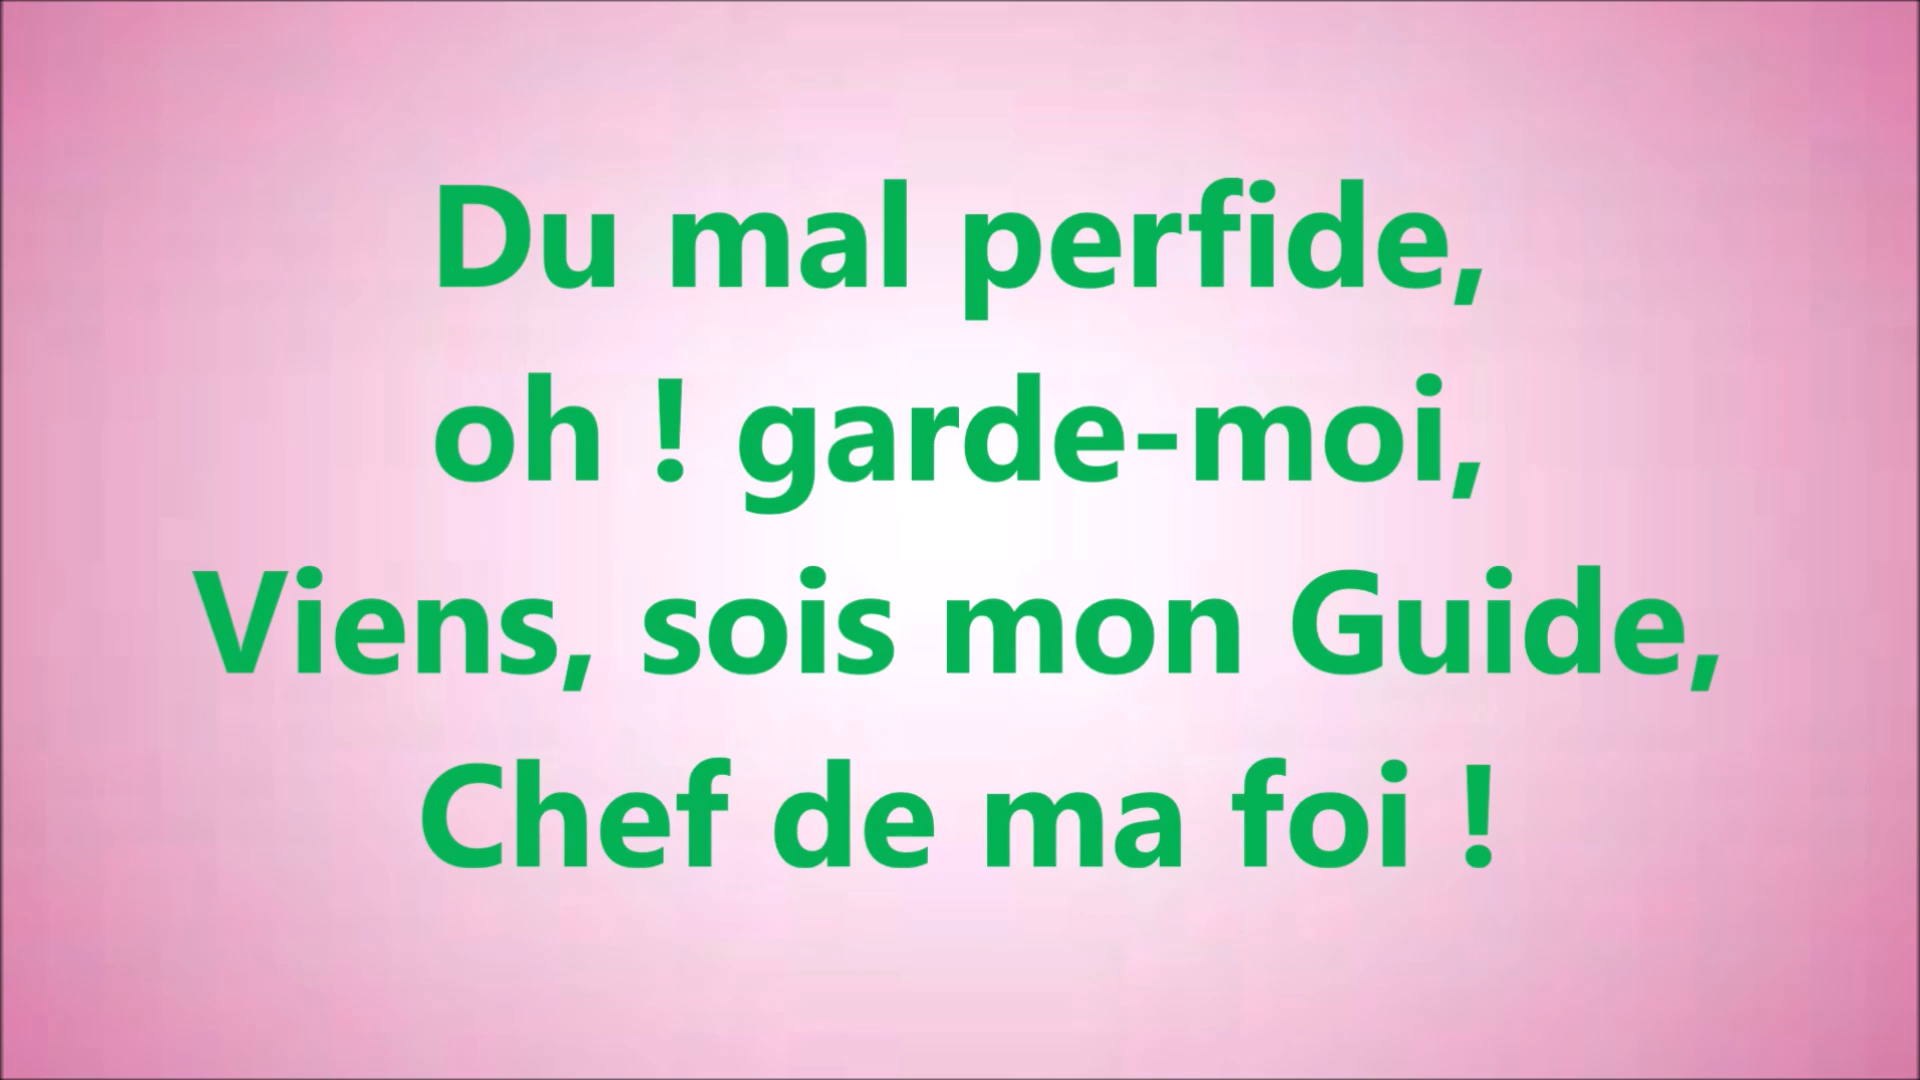 Du mal perfide,
oh ! garde-moi,
Viens, sois mon Guide,
Chef de ma foi !